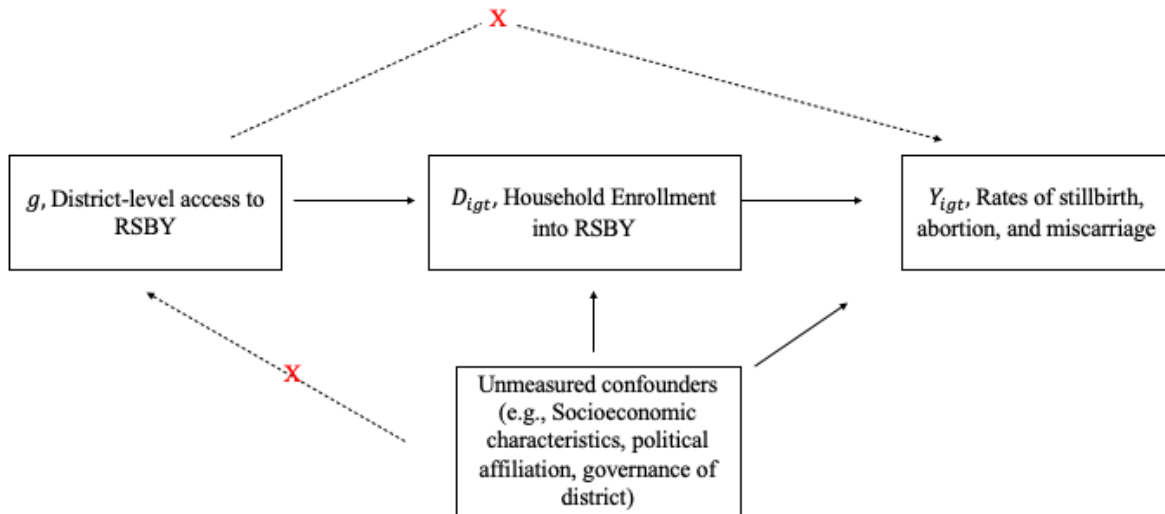 X
g, District-level access to
RSBY
D_igt, Household Enrollment
into RSBY
Y_igt, Rates of stillbirth,
abortion, and miscarriage
X
Unmeasured confounders
(e.g., Socioeconomic
characteristics, political
affiliation, governance of
district)